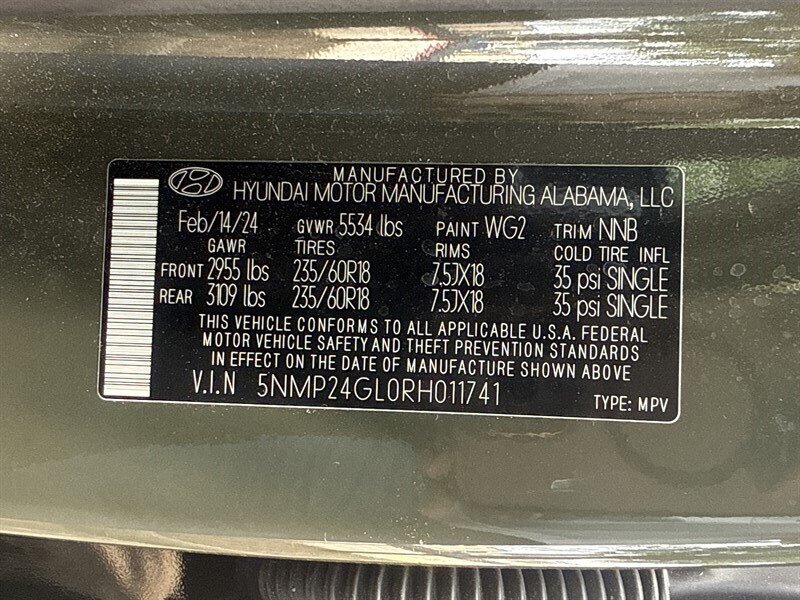 MANUFACTURED BY
HYUNDAI MOTOR MANUFACTURING ALABAMA, LLC
Feb/14/24 GVWR 5534 lbs PAINT WG2 TRIM NNB
GAWR TIRES RIMS COLD TIRE INFL
FRONT 2955 lbs 235/60R18 7.5JX18 35 psi SINGLE
REAR 3109 lbs 235/60R18 7.5JX18 35 psi SINGLE
THIS VEHICLE CONFORMS TO ALL APPLICABLE U.S.A. FEDERAL
MOTOR VEHICLE SAFETY AND THEFT PREVENTION STANDARDS
IN EFFECT ON THE DATE OF MANUFACTURE SHOWN ABOVE
V.I.N 5NMP24GL0RH011741 TYPE: MPV